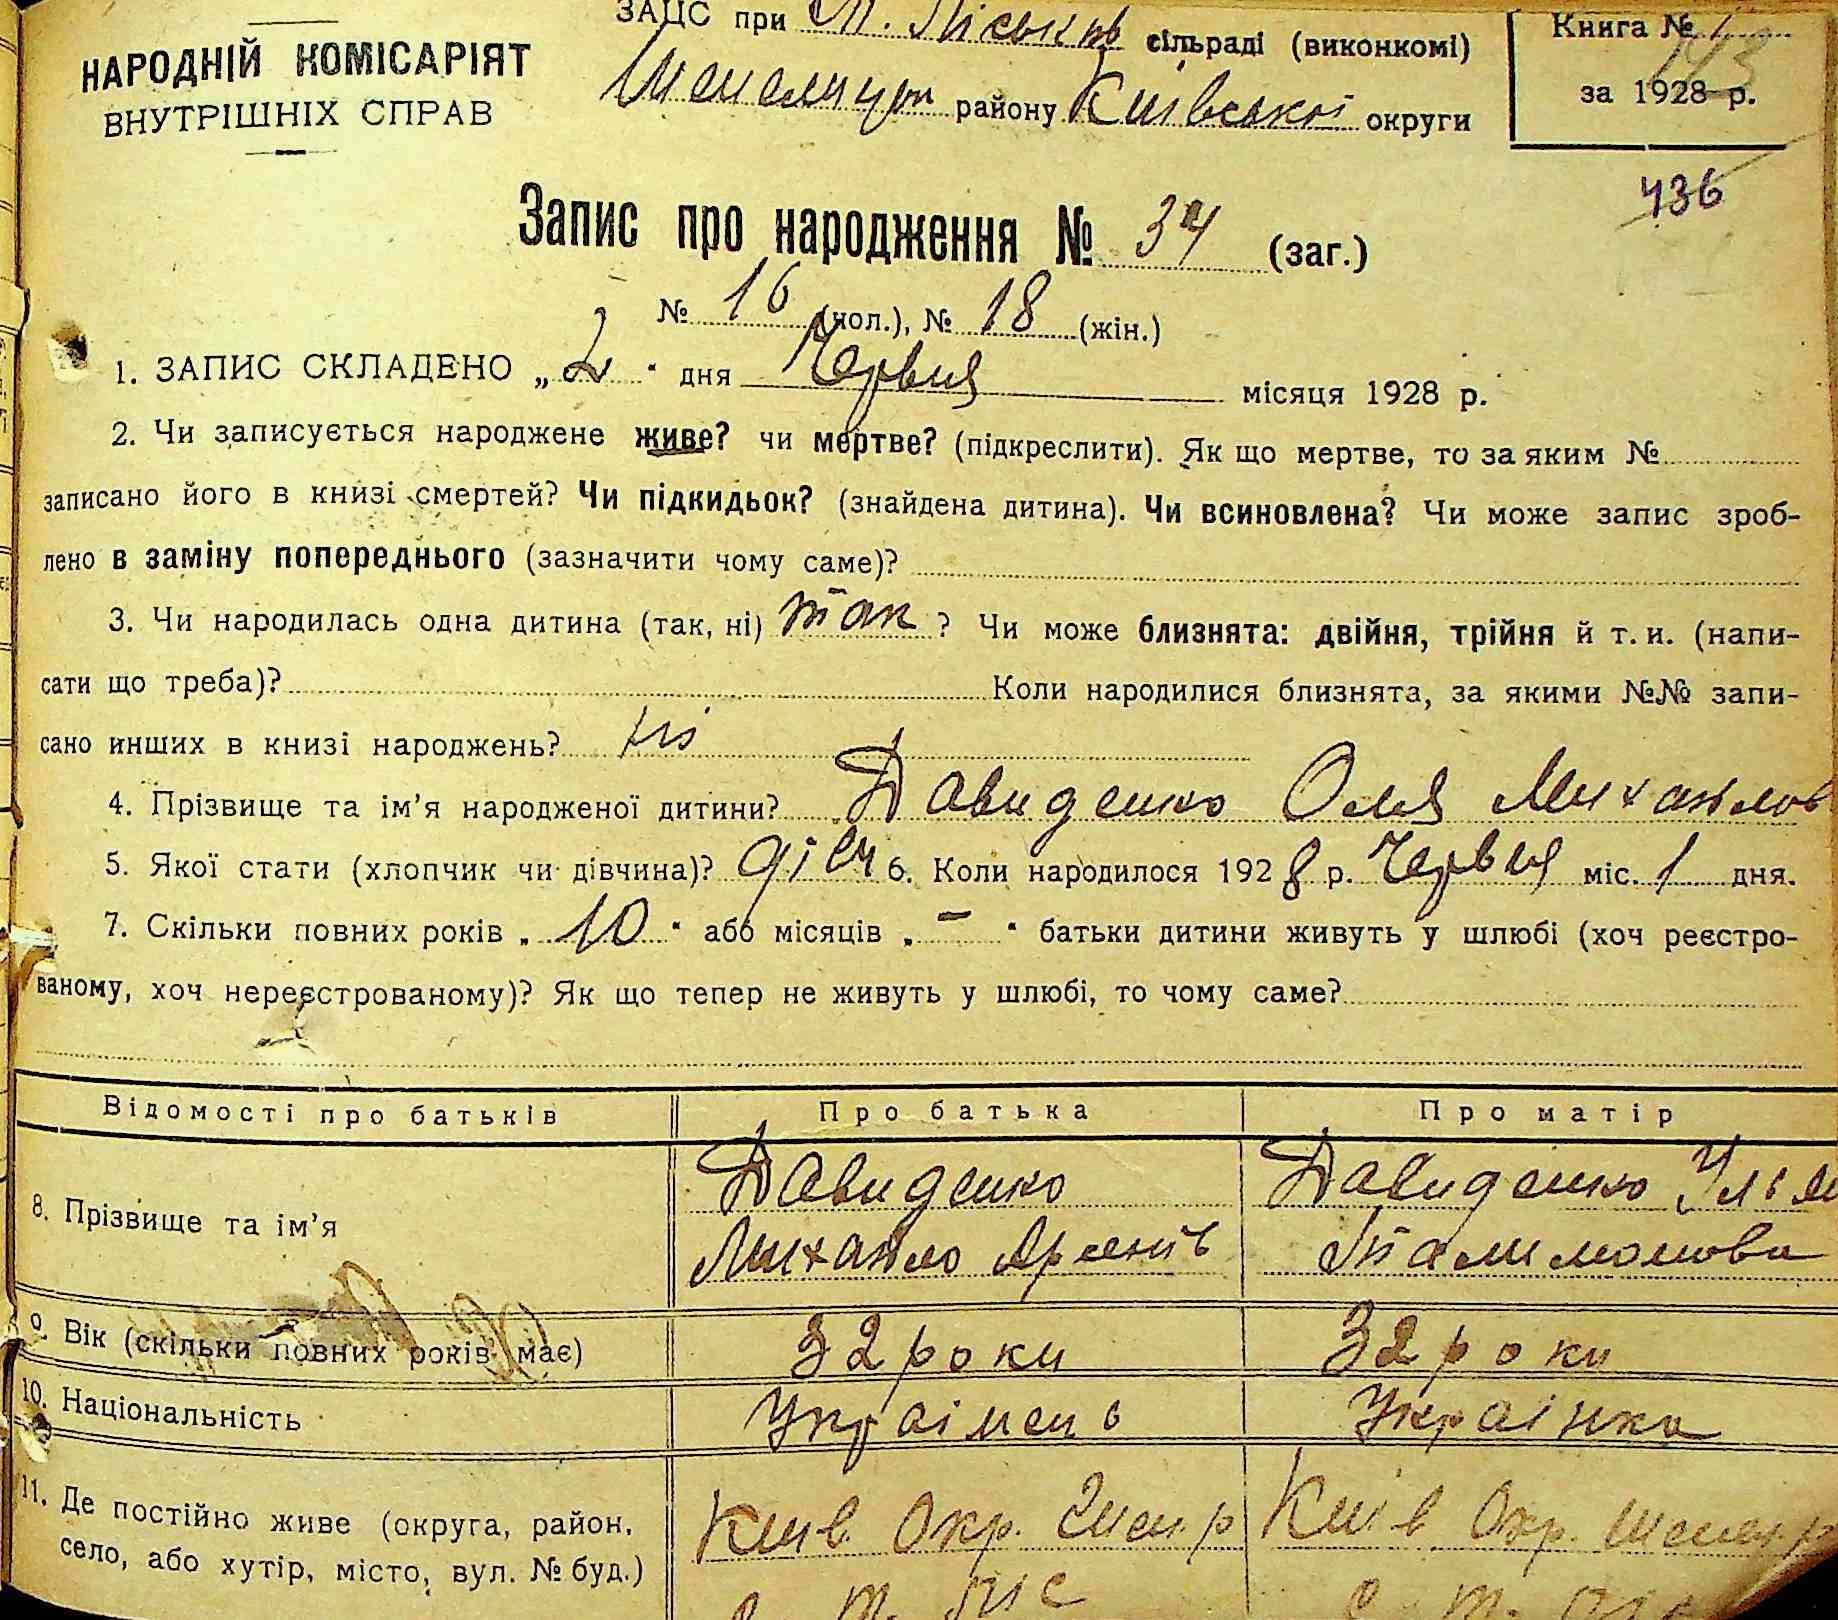 НАРОДНІЙ КОМІСАРІЯТ
ВНУТРІШНІХ СПРАВ
ЗАЦС при сільраді (виконкомі)
району Київської округи
Книга № 1
за 1928 р.
143
436
Запис про народження № 34 (заг.)
№ 16 (чол.), № 18 (жін.)
1. ЗАПИС СКЛАДЕНО „ 2 " дня Червня місяця 1928 р.
2. Чи записується народжене живе? чи мертве? (підкреслити). Як що мертве, то за яким №
записано його в книзі смертей? Чи підкидьок? (знайдена дитина). Чи всиновлена? Чи може запис зроб-
лено в заміну попереднього (зазначити чому саме)?
3. Чи народилась одна дитина (так, ні) так ? Чи може близнята: двійня, трійня й т. и. (напи-
сати що треба)? Коли народилися близнята, за якими №№ запи-
сано инших в книзі народжень? ні
4. Прізвище та ім'я народженої дитини? Давиденко Оля Михайлов
5. Якої стати (хлопчик чи дівчина)? дівч 6. Коли народилося 1928 р. Червня міс. 1 дня.
7. Скільки повних років „ 10 " або місяців „ — " батьки дитини живуть у шлюбі (хоч реєстро-
ваному, хоч нереєстрованому)? Як що тепер не живуть у шлюбі, то чому саме?
Відомості про батьків Про батька Про матір
8. Прізвище та ім'я
Давиденко
Михайло
Давиденко
9. Вік (скільки повних років має) 32 роки 32 роки
10. Національність Українець Українка
11. Де постійно живе (округа, район,
село, або хутір, місто, вул. № буд.)
Київ. Окр.
Київ Окр.